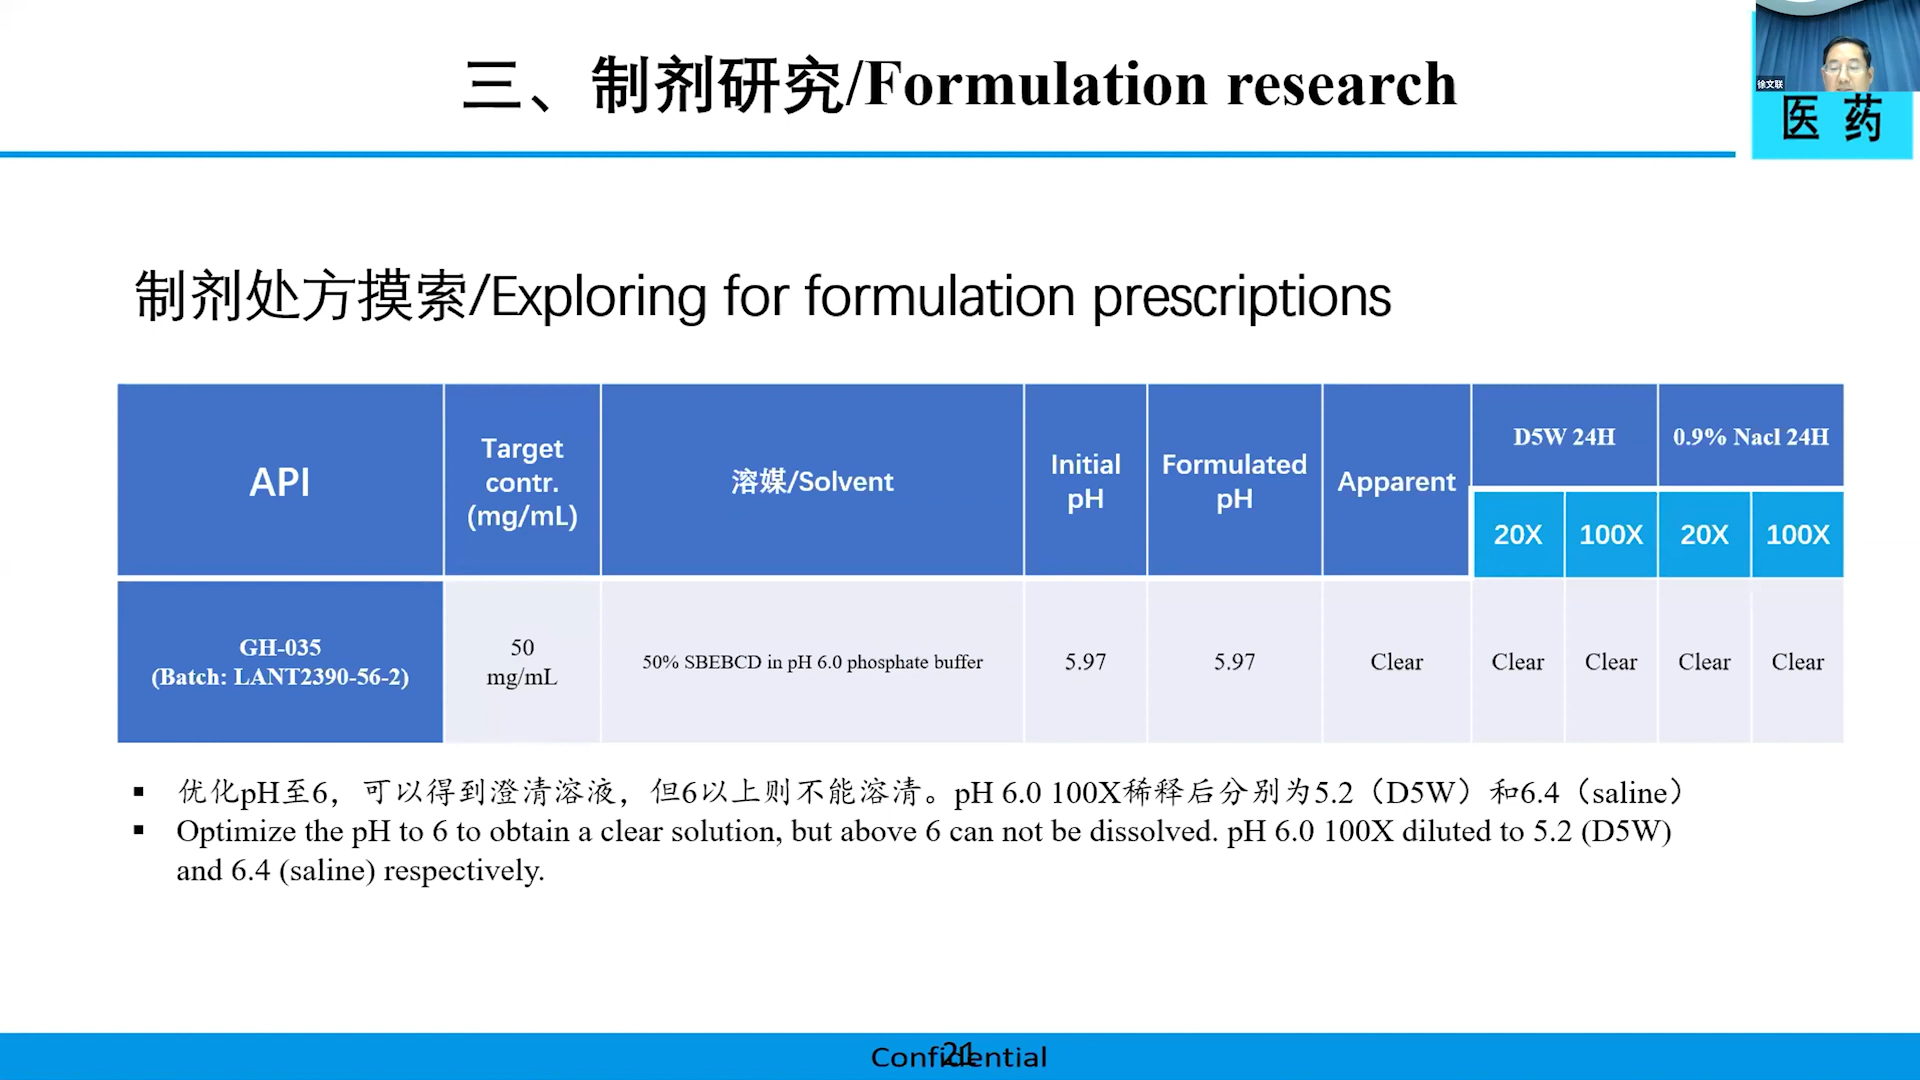 三、制剂研究/Formulation research
徐文联
医 药
制剂处方摸索/Exploring for formulation prescriptions
API
Target contr. (mg/mL)
溶媒/Solvent
Initial pH
Formulated pH
Apparent
D5W 24H
0.9% Nacl 24H
20X
100X
20X
100X
GH-035
(Batch: LANT2390-56-2)
50 mg/mL
50% SBEBCD in pH 6.0 phosphate buffer
5.97
5.97
Clear
Clear
Clear
Clear
Clear
▪ 优化pH至6，可以得到澄清溶液，但6以上则不能溶清。pH 6.0 100X稀释后分别为5.2（D5W）和6.4（saline）
▪ Optimize the pH to 6 to obtain a clear solution, but above 6 can not be dissolved. pH 6.0 100X diluted to 5.2 (D5W)
and 6.4 (saline) respectively.
Confidential
21